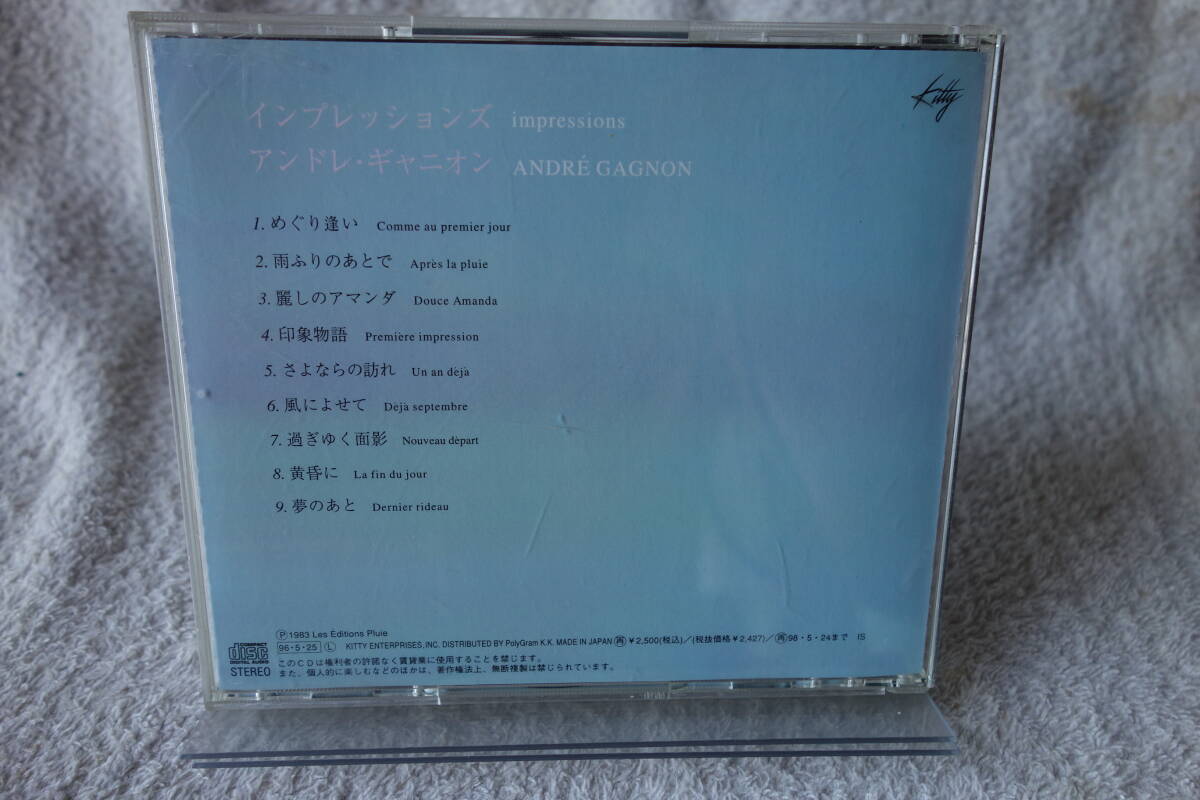 Kitty
インプレッションズ impressions
アンドレ・ギャニオン ANDRÉ GAGNON
1. めぐり逢い Comme au premier jour
2. 雨ふりのあとで Après la pluie
3. 麗しのアマンダ Douce Amanda
4. 印象物語 Première impression
5. さよならの訪れ Un an déjà
6. 風によせて Déjà septembre
7. 過ぎゆく面影 Nouveau départ
8. 黄昏に La fin du jour
9. 夢のあと Dernier rideau
Ⓟ1983 Les Éditions Pluie
96・5・25 Ⓛ KITTY ENTERPRISES, INC. DISTRIBUTED BY PolyGram K.K. MADE IN JAPAN ㊞¥2,500(税込)/(税抜価格¥2,427)/㊞98・5・24まで IS
COMPACT disc DIGITAL AUDIO
STEREO
このCDは権利者の許諾なく賃貸業に使用することを禁じます。
また、個人的に楽しむなどのほかは、著作権法上、無断複製は禁じられています。